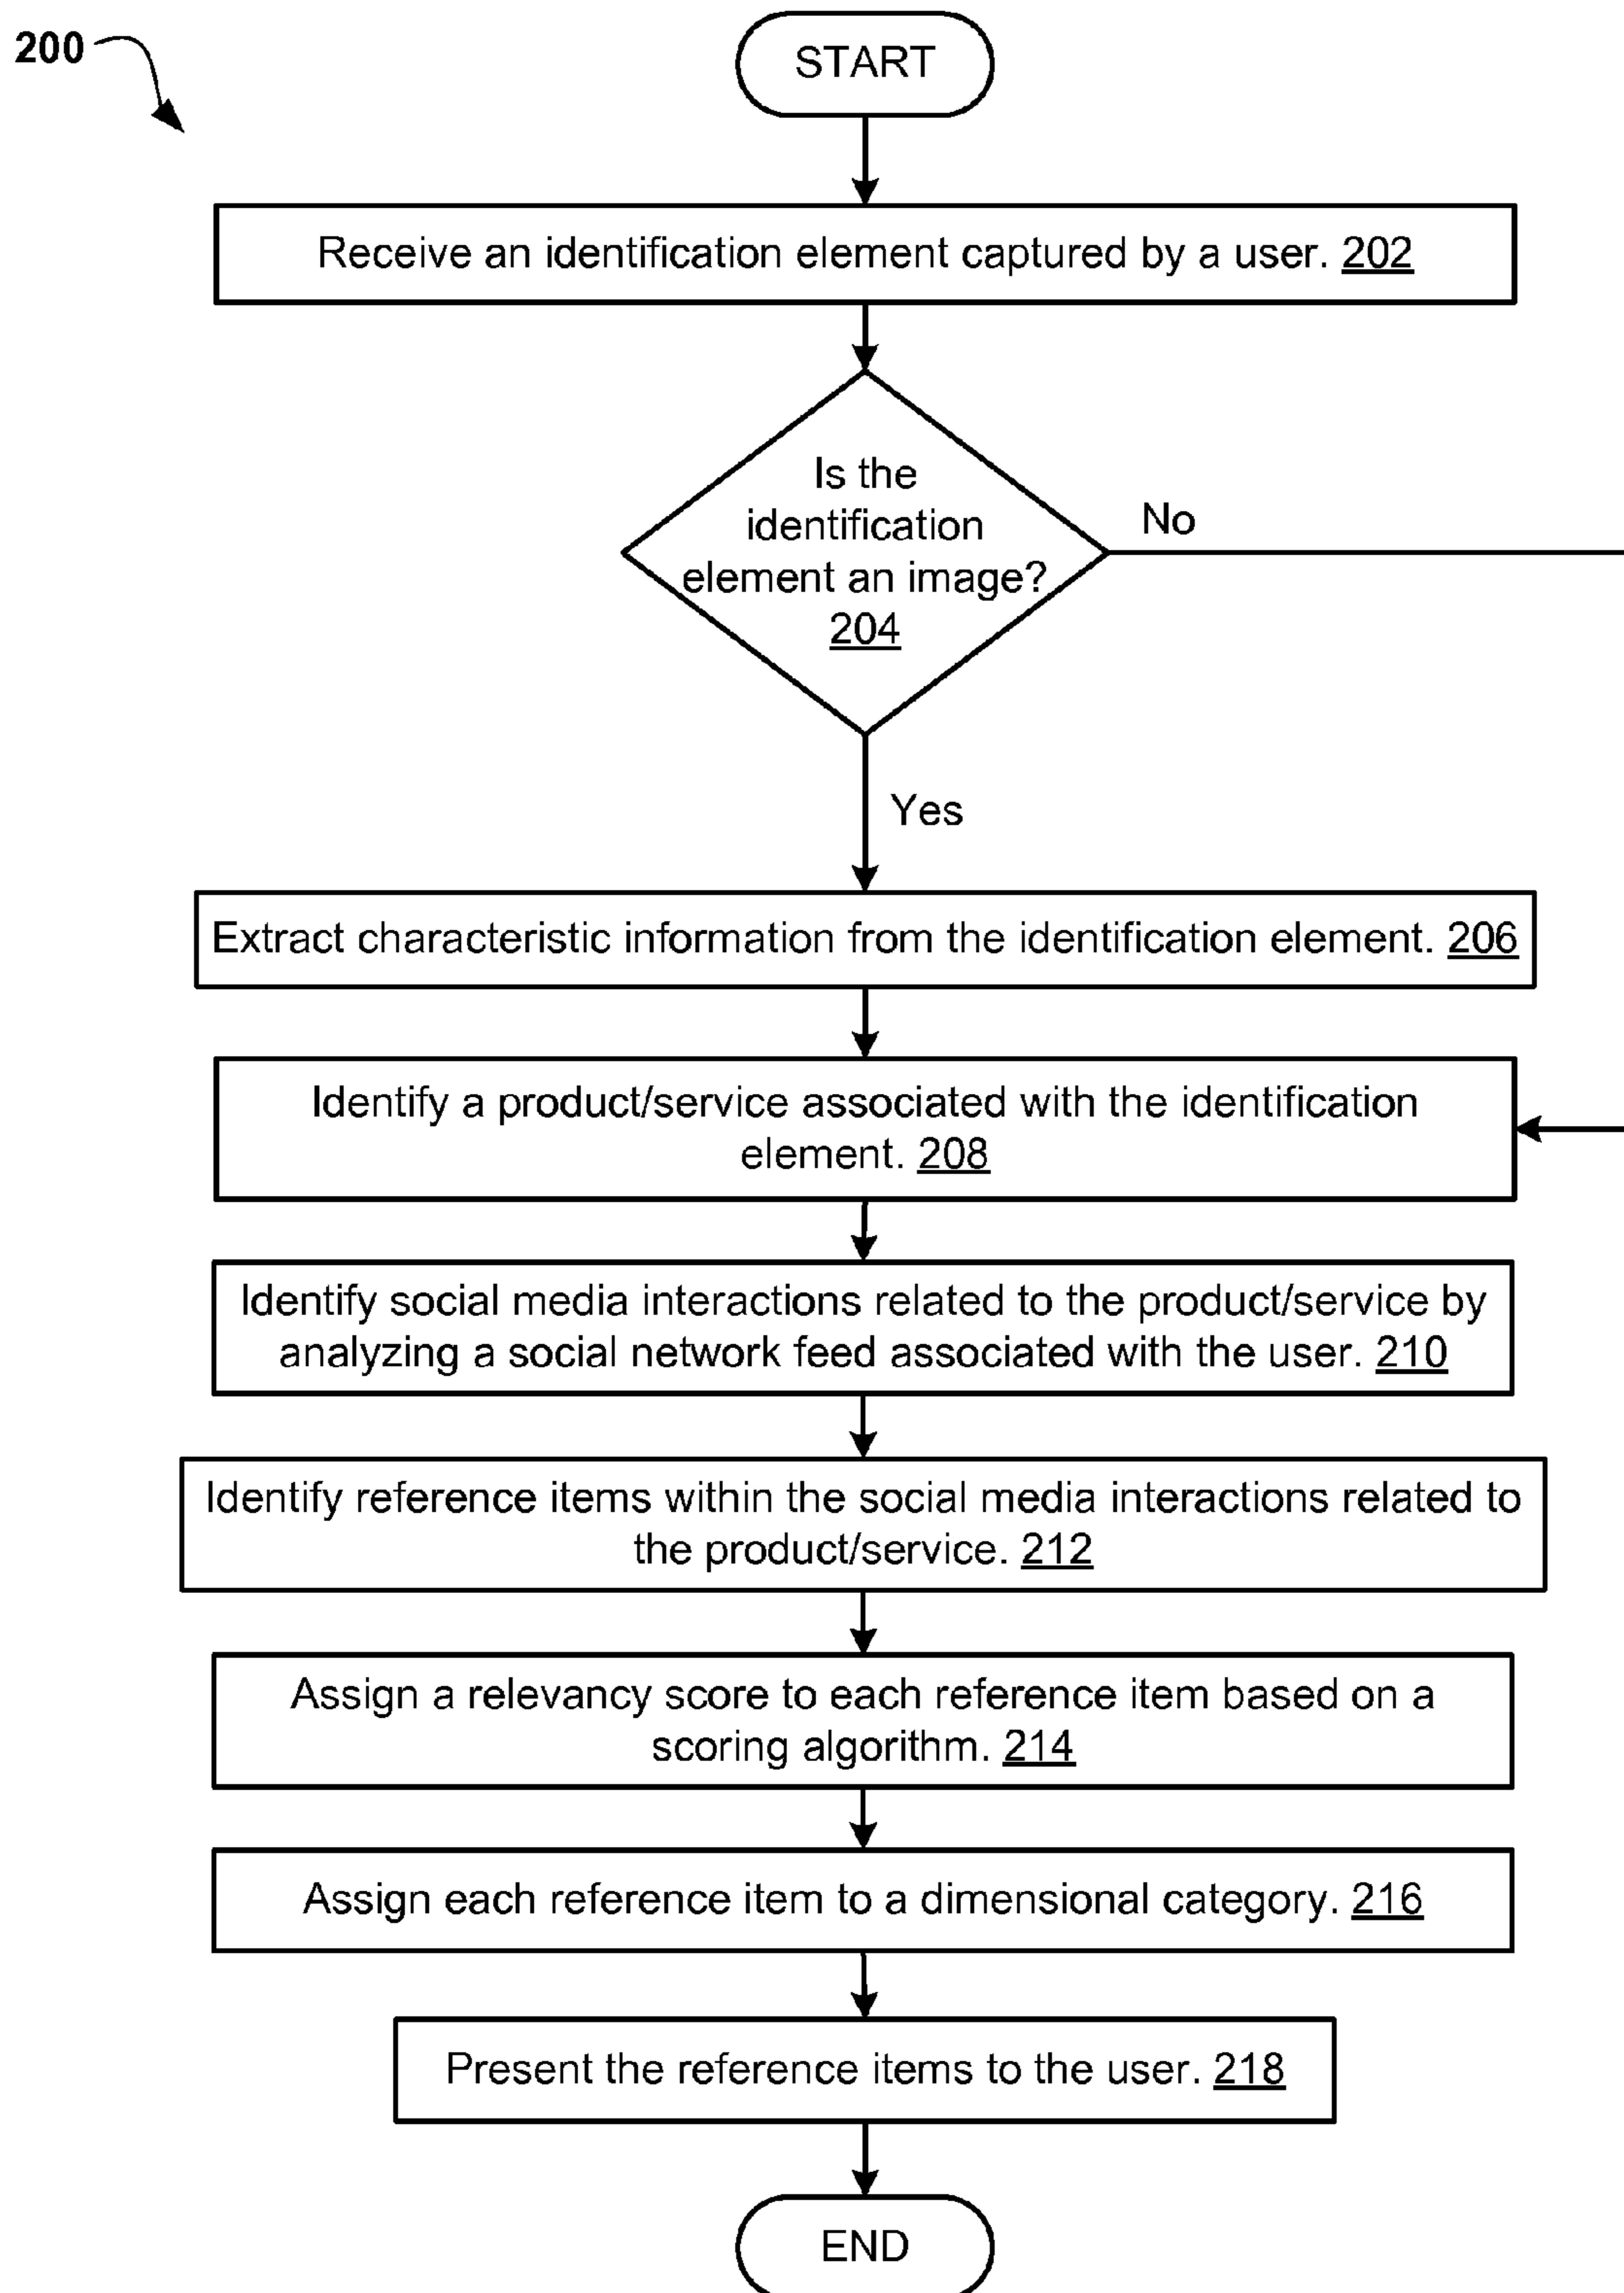 200
START
Receive an identification element captured by a user. 202
Is the
identification
element an image?
204
No
Yes
Extract characteristic information from the identification element. 206
Identify a product/service associated with the identification
element. 208
Identify social media interactions related to the product/service by
analyzing a social network feed associated with the user. 210
Identify reference items within the social media interactions related to
the product/service. 212
Assign a relevancy score to each reference item based on a
scoring algorithm. 214
Assign each reference item to a dimensional category. 216
Present the reference items to the user. 218
END